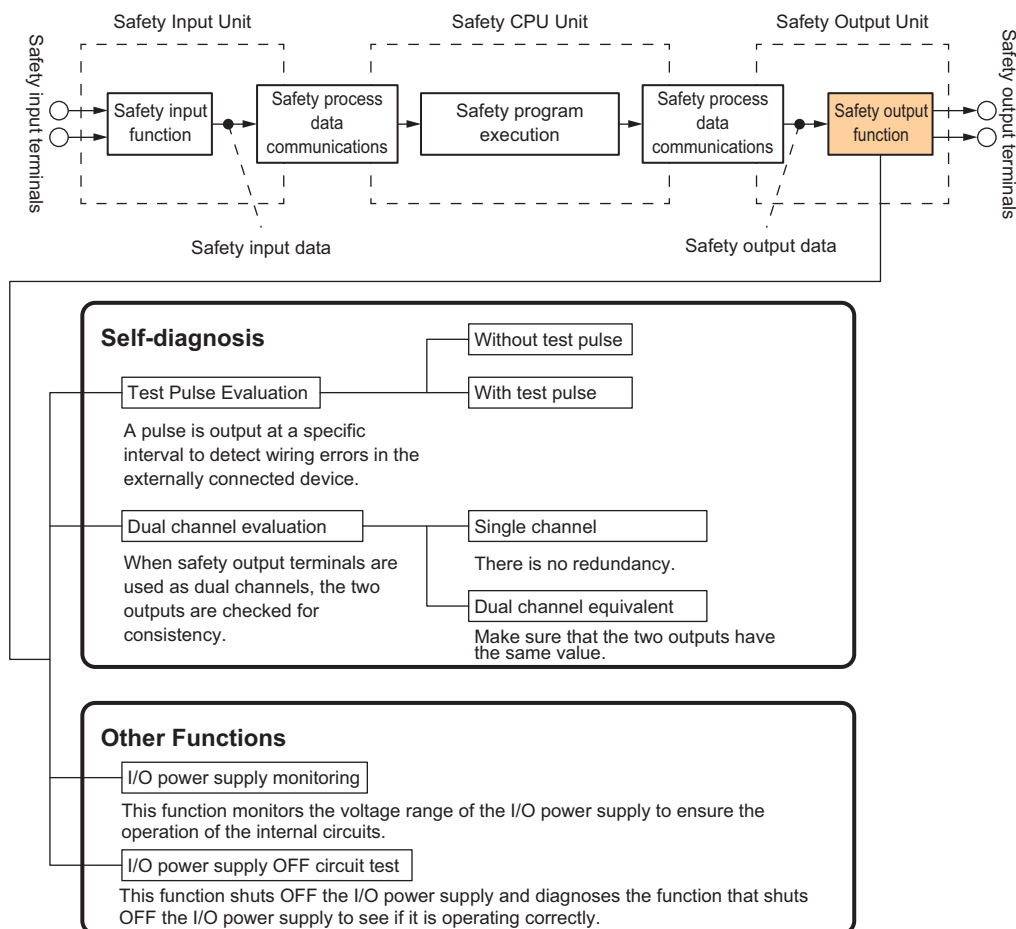 Safety Input Unit
Safety CPU Unit
Safety Output Unit
Safety input terminals
Safety input
function
Safety process
data
communications
Safety program
execution
Safety process
data
communications
Safety output
function
Safety output terminals
Safety input data
Safety output data
Self-diagnosis
Without test pulse
Test Pulse Evaluation
With test pulse
A pulse is output at a specific
interval to detect wiring errors in the
externally connected device.
Dual channel evaluation
Single channel
When safety output terminals are
used as dual channels, the two
outputs are checked for
consistency.
There is no redundancy.
Dual channel equivalent
Make sure that the two outputs have
the same value.
Other Functions
I/O power supply monitoring
This function monitors the voltage range of the I/O power supply to ensure the
operation of the internal circuits.
I/O power supply OFF circuit test
This function shuts OFF the I/O power supply and diagnoses the function that shuts
OFF the I/O power supply to see if it is operating correctly.